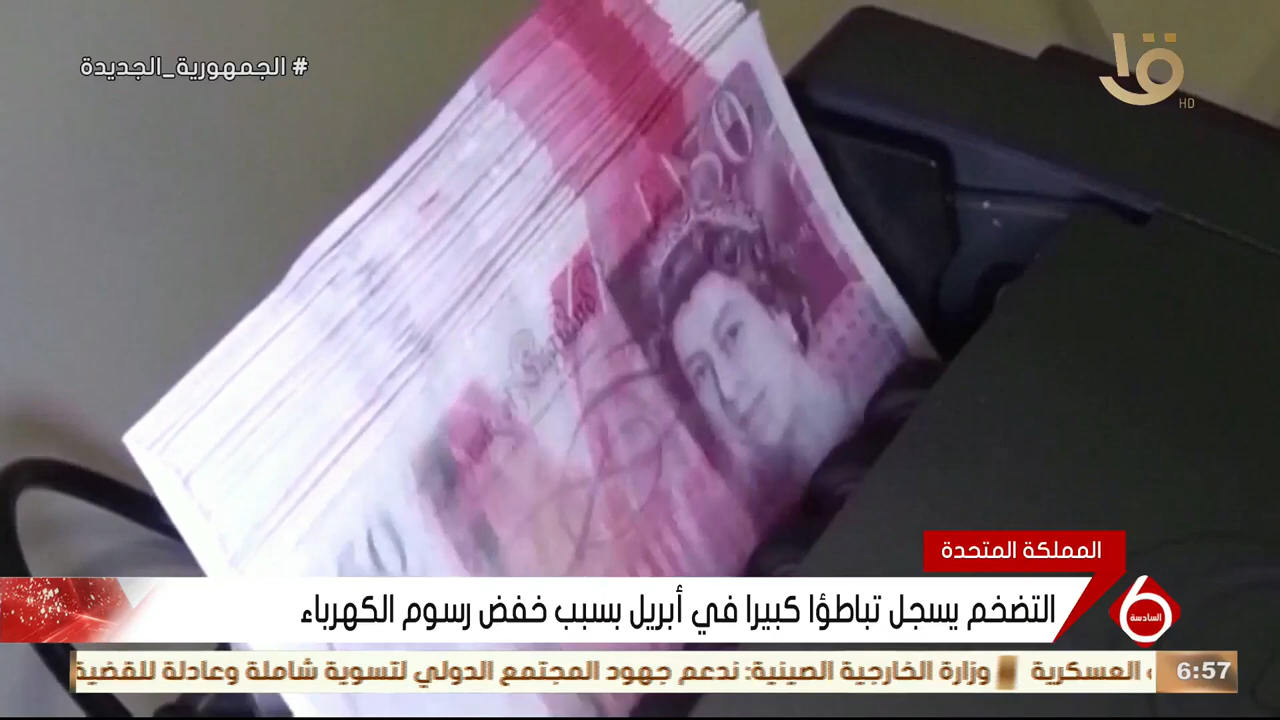 # الجمهورية_الجديدة
HD
50
المملكة المتحدة
التضخم يسجل تباطؤا كبيرا في أبريل بسبب خفض رسوم الكهرباء
6
السادسة
العسكرية وزارة الخارجية الصينية: ندعم جهود المجتمع الدولي لتسوية شاملة وعادلة للقضية
6:57